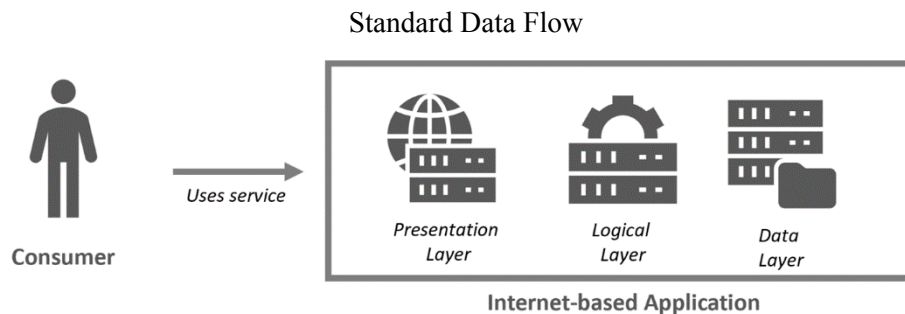 Standard Data Flow
Uses service
Consumer
Presentation
Layer
Logical
Layer
Data
Layer
Internet-based Application